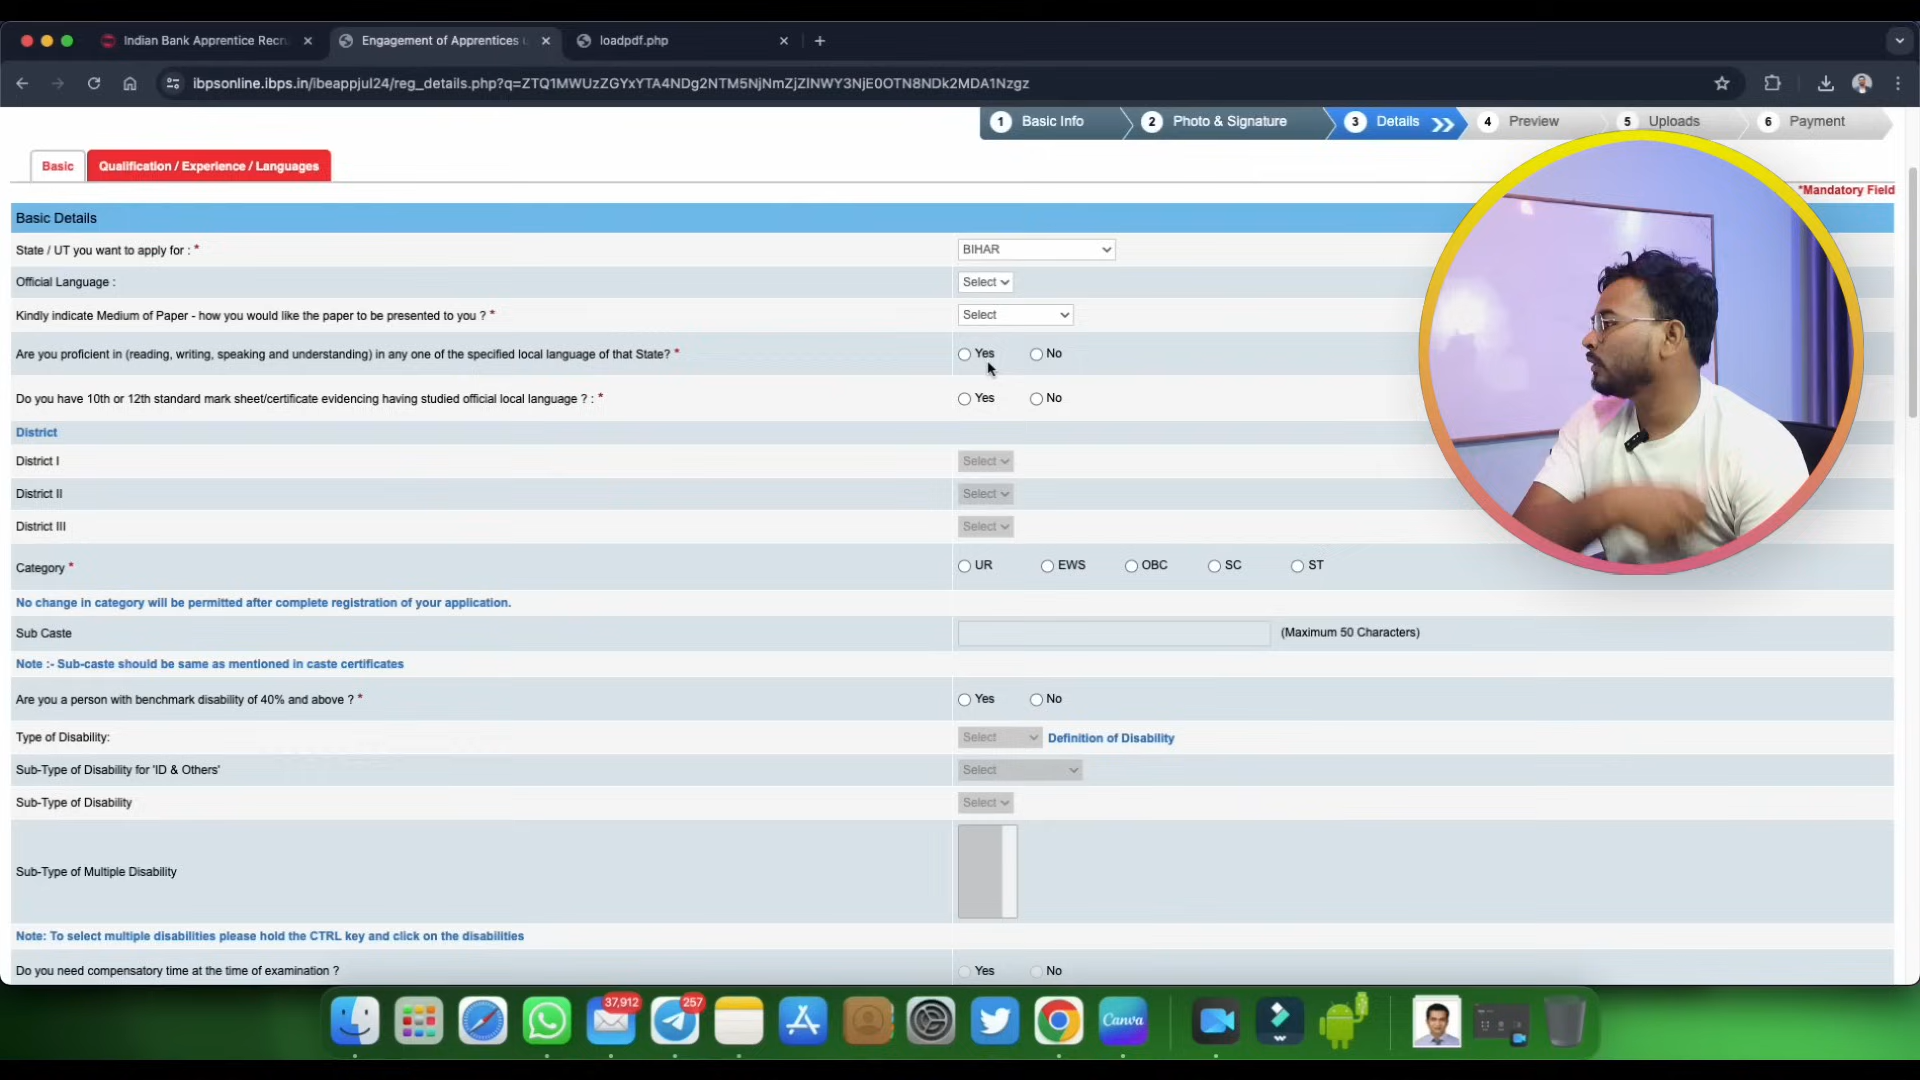 Indian Bank Apprentice Recru
Engagement of Apprentices
loadpdf.php
ibpsonline.ibps.in/ibeappjul24/reg_details.php?q=ZTQ1MWUzZGYxYTA4NDg2NTM5NjNmZjZlNWY3NjE0OTN8NDk2MDA1Nzgz
1 Basic Info 2 Photo & Signature 3 Details 4 Preview 5 Uploads 6 Payment
Basic Qualification / Experience / Languages
*Mandatory Field
Basic Details
State / UT you want to apply for : * BIHAR
Official Language : Select
Kindly indicate Medium of Paper - how you would like the paper to be presented to you ? * Select
Are you proficient in (reading, writing, speaking and understanding) in any one of the specified local language of that State? * Yes No
Do you have 10th or 12th standard mark sheet/certificate evidencing having studied official local language ? : * Yes No
District
District I Select
District II Select
District III Select
Category * UR EWS OBC SC ST
No change in category will be permitted after complete registration of your application.
Sub Caste (Maximum 50 Characters)
Note :- Sub-caste should be same as mentioned in caste certificates
Are you a person with benchmark disability of 40% and above ? * Yes No
Type of Disability: Select Definition of Disability
Sub-Type of Disability for 'ID & Others' Select
Sub-Type of Disability Select
Sub-Type of Multiple Disability
Note: To select multiple disabilities please hold the CTRL key and click on the disabilities
Do you need compensatory time at the time of examination ? Yes No
37,912
257
Canva